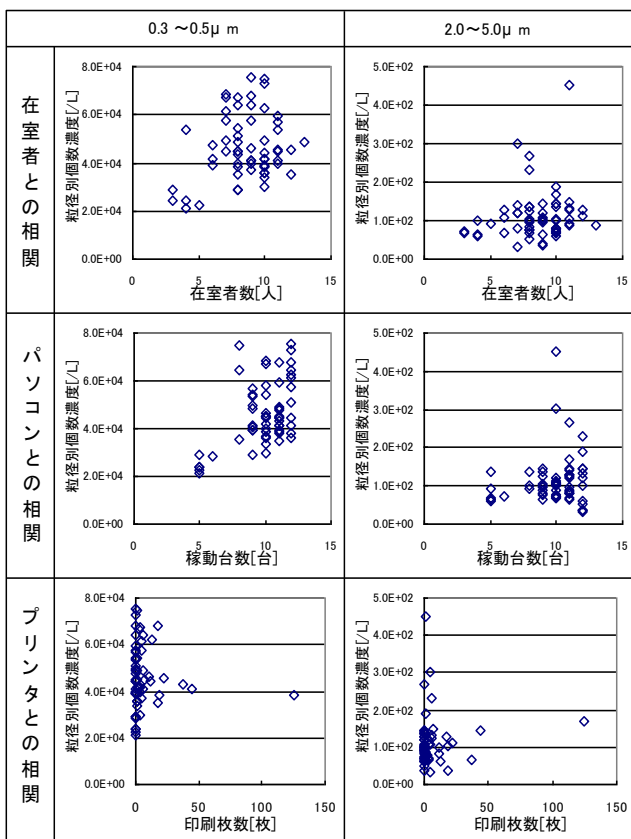 0.3 ～0.5μ m
2.0～5.0μ m
在室者との相関
粒径別個数濃度[/L]
8.0E+04
6.0E+04
4.0E+04
2.0E+04
0.0E+00
0
5
10
15
在室者数[人]
粒径別個数濃度[/L]
5.0E+02
4.0E+02
3.0E+02
2.0E+02
1.0E+02
0.0E+00
0
5
10
15
在室者数[人]
パソコンとの相関
粒径別個数濃度[/L]
8.0E+04
6.0E+04
4.0E+04
2.0E+04
0.0E+00
0
5
10
15
稼動台数[台]
粒径別個数濃度[/L]
5.0E+02
4.0E+02
3.0E+02
2.0E+02
1.0E+02
0.0E+00
0
5
10
15
稼動台数[台]
プリンタとの相関
粒径別個数濃度[/L]
8.0E+04
6.0E+04
4.0E+04
2.0E+04
0.0E+00
0
50
100
150
印刷枚数[枚]
粒径別個数濃度[/L]
5.0E+02
4.0E+02
3.0E+02
2.0E+02
1.0E+02
0.0E+00
0
50
100
150
印刷枚数[枚]